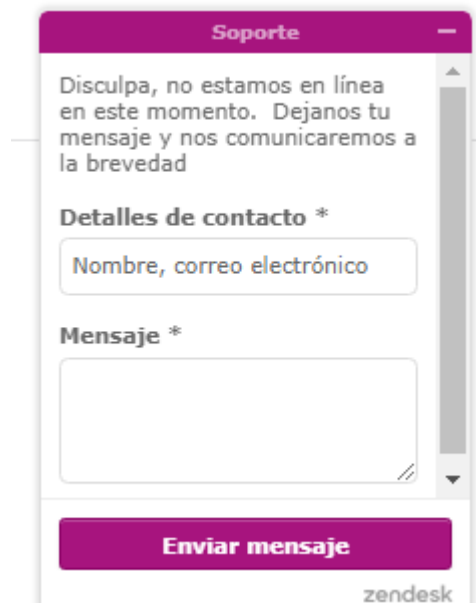 Soporte
Disculpa, no estamos en línea
en este momento.  Dejanos tu
mensaje y nos comunicaremos a
la brevedad
Detalles de contacto *
Nombre, correo electrónico
Mensaje *
Enviar mensaje
zendesk